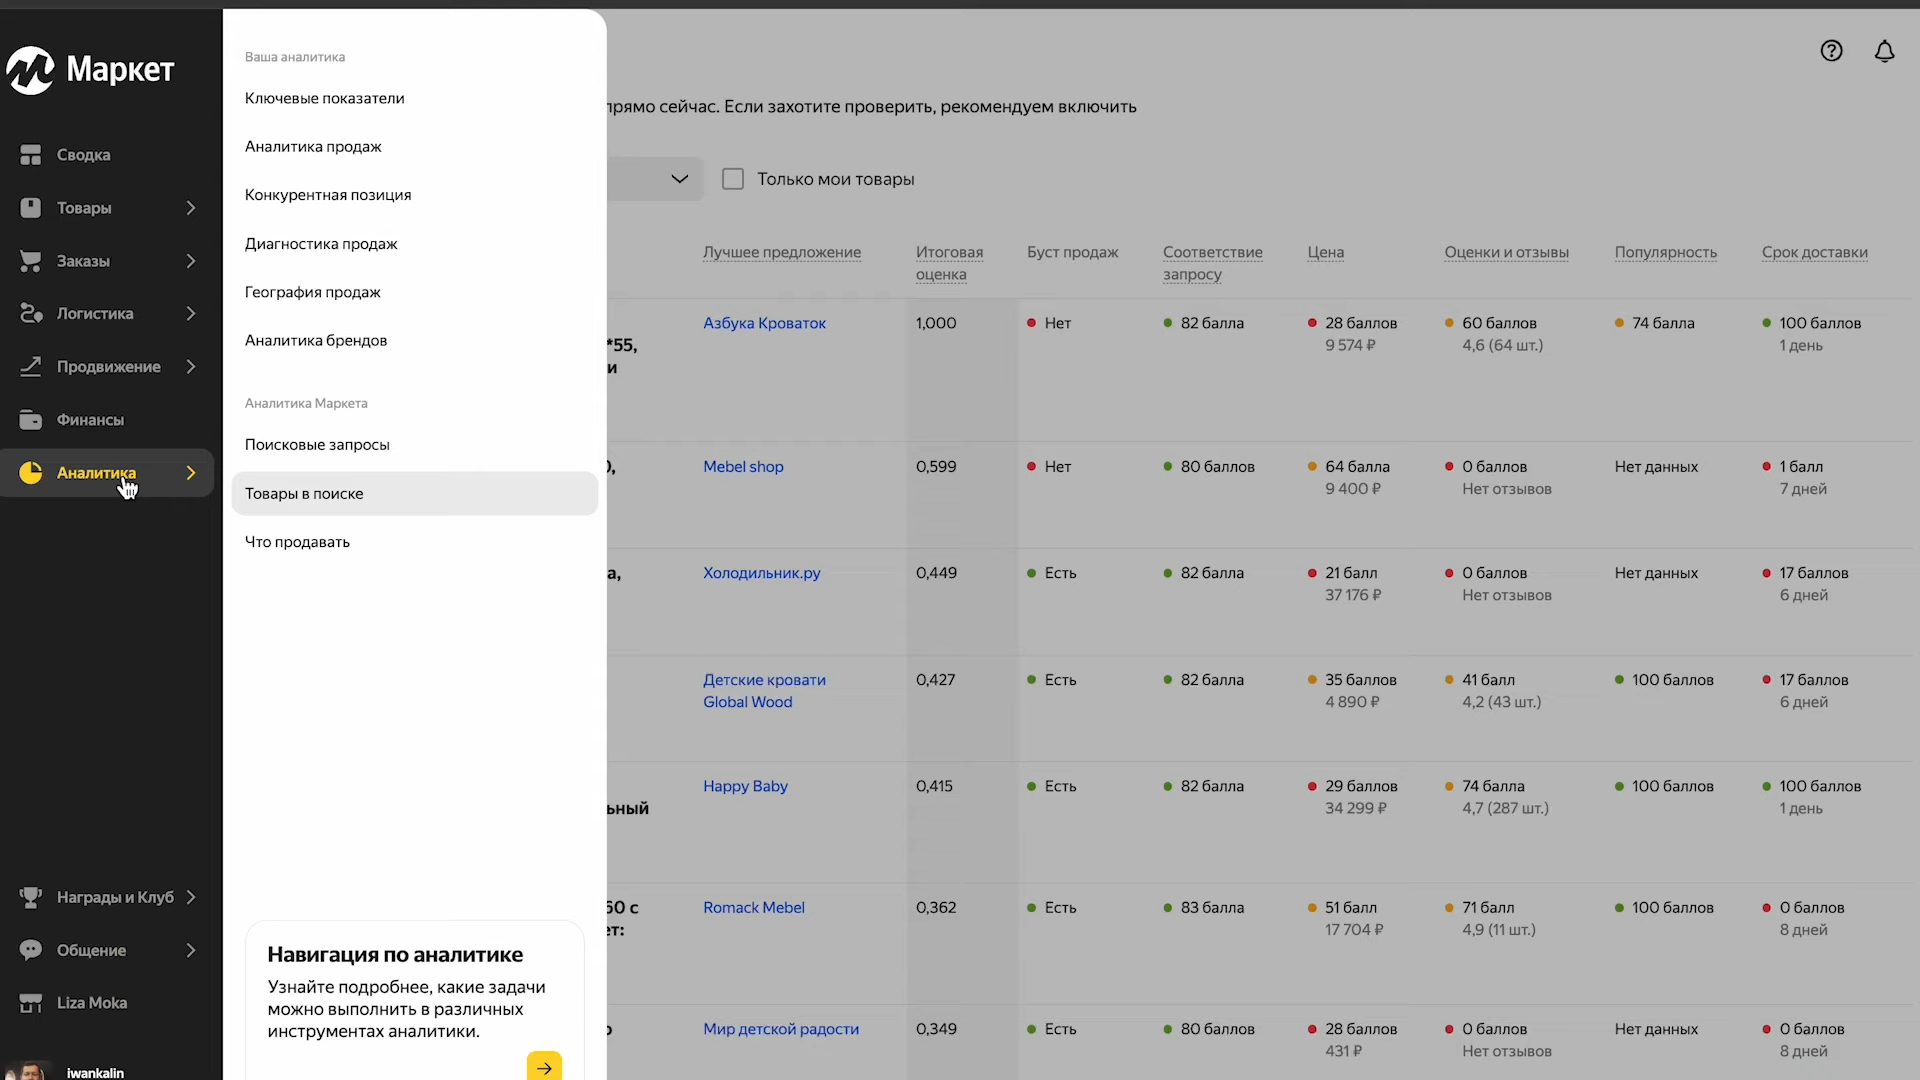 Маркет
Сводка
Товары
Заказы
Логистика
Продвижение
Финансы
Аналитика
Награды и Клуб
Общение
Liza Moka
iwankalin
Ваша аналитика
Ключевые показатели
Аналитика продаж
Конкурентная позиция
Диагностика продаж
География продаж
Аналитика брендов
Аналитика Маркета
Поисковые запросы
Товары в поиске
Что продавать
Навигация по аналитике
Узнайте подробнее, какие задачи
можно выполнить в различных
инструментах аналитики.
прямо сейчас. Если захотите проверить, рекомендуем включить
Только мои товары
Лучшее предложение Итоговая оценка Буст продаж Соответствие запросу Цена Оценки и отзывы Популярность Срок доставки
Азбука Кроваток 1,000 Нет 82 балла 28 баллов 60 баллов 74 балла 100 баллов
*55, 9 574 ₽ 4,6 (64 шт.) 1 день
и
0, Mebel shop 0,599 Нет 80 баллов 64 балла 0 баллов Нет данных 1 балл
9 400 ₽ Нет отзывов 7 дней
а, Холодильник.ру 0,449 Есть 82 балла 21 балл 0 баллов Нет данных 17 баллов
37 176 ₽ Нет отзывов 6 дней
Детские кровати 0,427 Есть 82 балла 35 баллов 41 балл 100 баллов 17 баллов
Global Wood 4 890 ₽ 4,2 (43 шт.) 6 дней
Happy Baby 0,415 Есть 82 балла 29 баллов 74 балла 100 баллов 100 баллов
ьный 34 299 ₽ 4,7 (287 шт.) 1 день
60 с Romack Mebel 0,362 Есть 83 балла 51 балл 71 балл 100 баллов 0 баллов
ет: 17 704 ₽ 4,9 (11 шт.) 8 дней
Мир детской радости 0,349 Есть 80 баллов 28 баллов 0 баллов Нет данных 0 баллов
431 ₽ Нет отзывов 8 дней